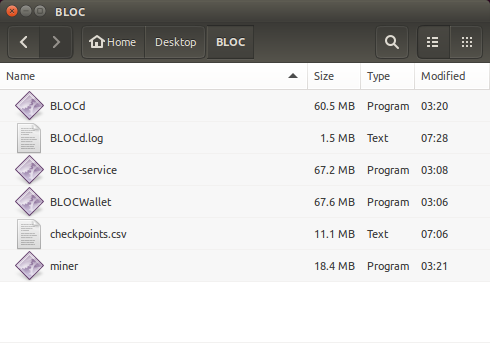 BLOC
Home Desktop BLOC
Name Size Type Modified
BLOCd 60.5 MB Program 03:20
BLOCd.log 1.5 MB Text 07:28
BLOC-service 67.2 MB Program 03:08
BLOCWallet 67.6 MB Program 03:06
checkpoints.csv 11.1 MB Text 07:06
miner 18.4 MB Program 03:21